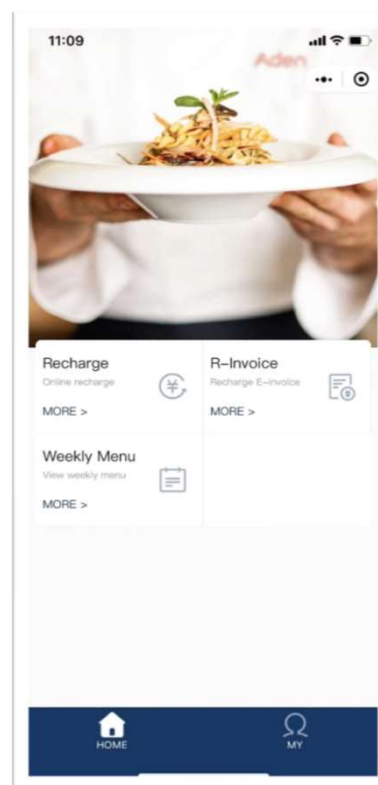 11:09
Aden
Recharge
Online recharge
MORE >
R-Invoice
Recharge E-invoice
MORE >
Weekly Menu
View weekly menu
MORE >
HOME
MY